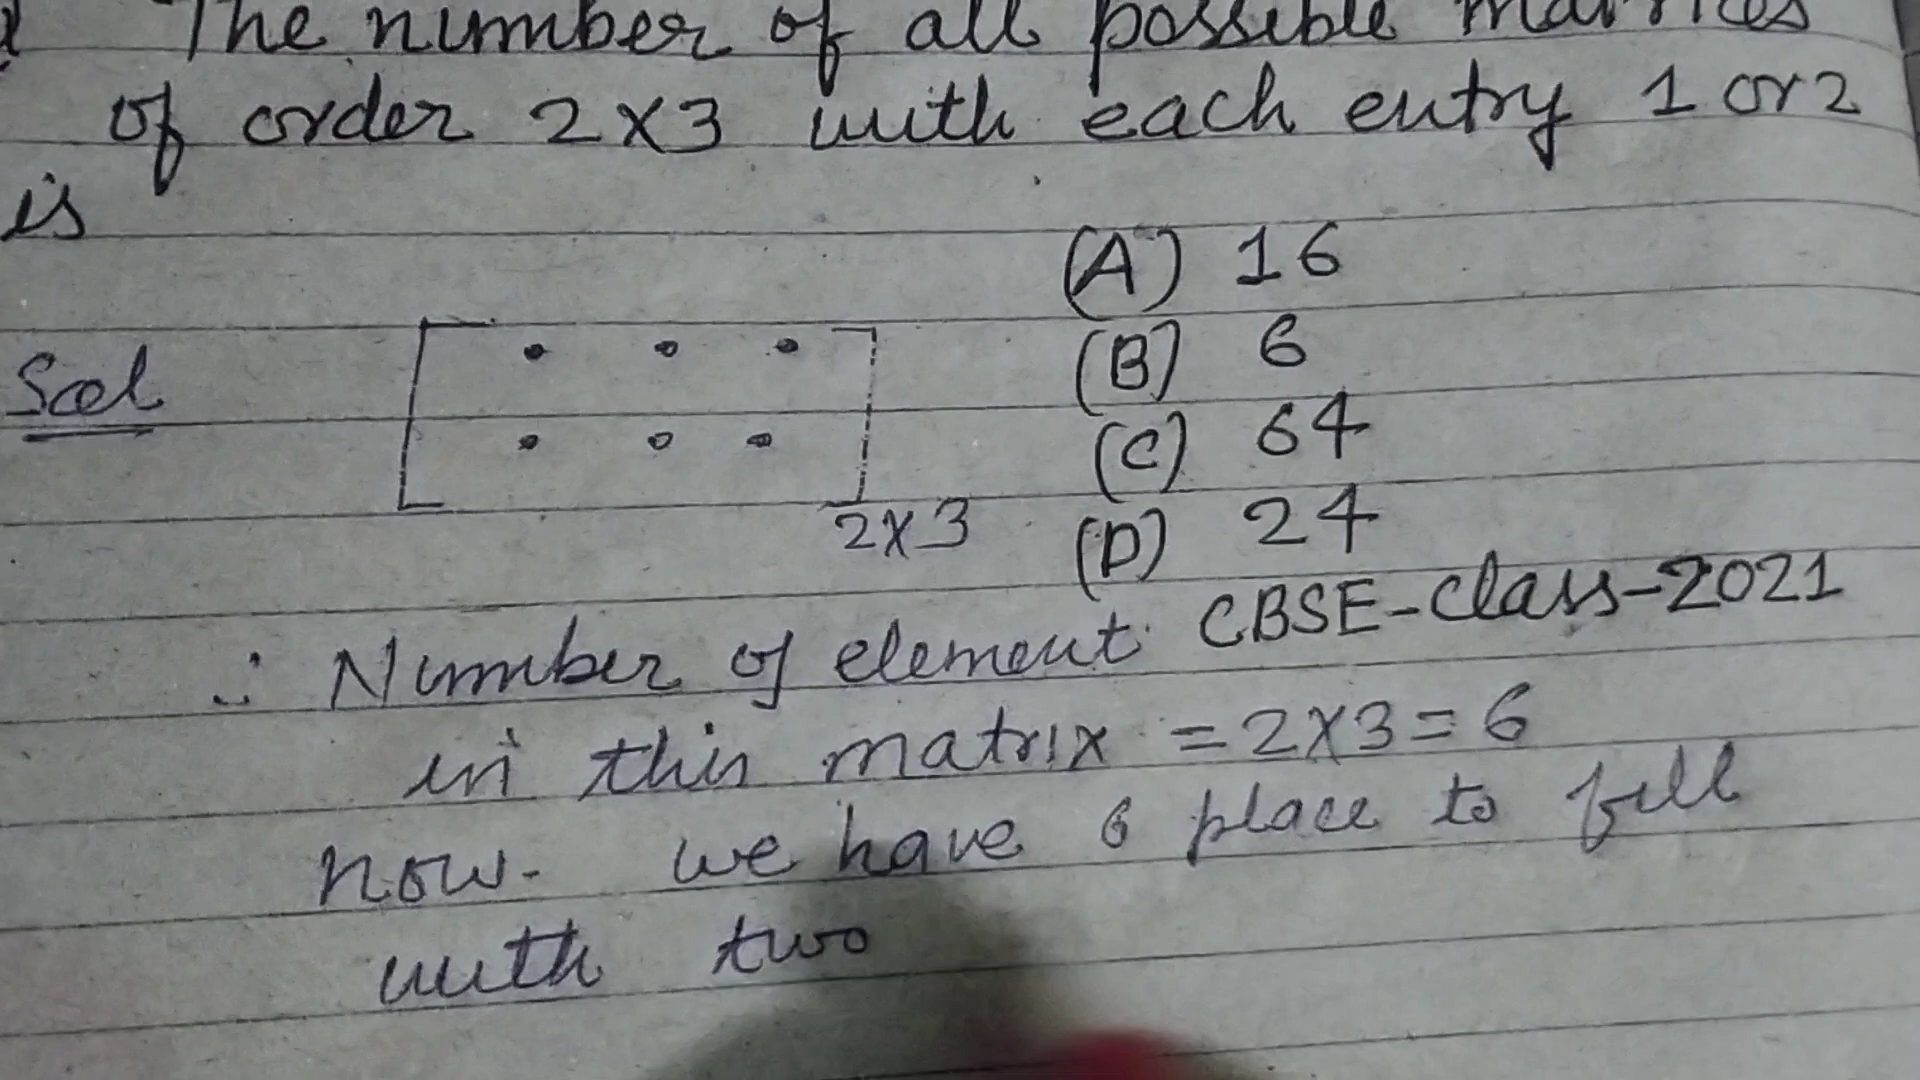 The number of all possible matrices
of order 2×3 with each entry 1 or 2
is
(A) 16
(B) 6
Sol
(C) 64
2×3
(D) 24
CBSE-Class-2021
∴ Number of element
in this matrix = 2×3=6
now. we have 6 place to fill
with two